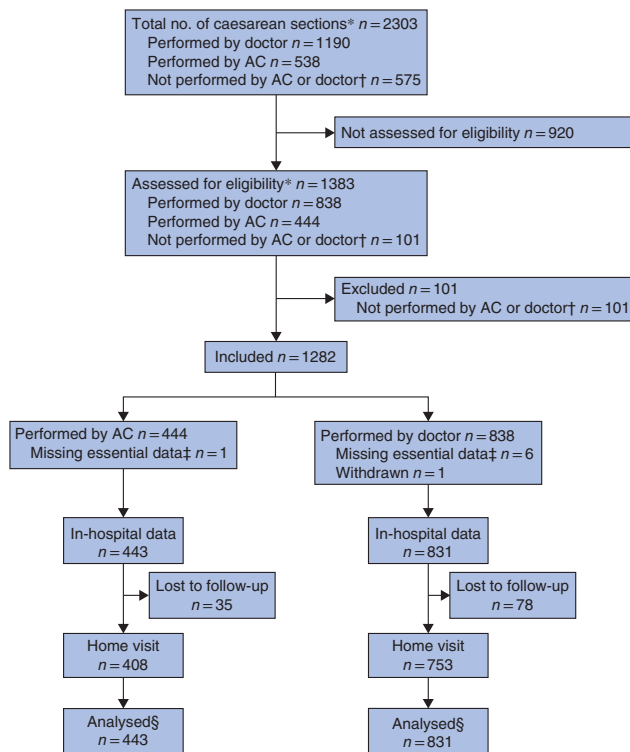 Total no. of caesarean sections* n = 2303
Performed by doctor n = 1190
Performed by AC n = 538
Not performed by AC or doctor† n = 575
Not assessed for eligibility n = 920
Assessed for eligibility* n = 1383
Performed by doctor n = 838
Performed by AC n = 444
Not performed by AC or doctor† n = 101
Excluded n = 101
Not performed by AC or doctor† n = 101
Included n = 1282
Performed by AC n = 444
Missing essential data‡ n = 1
Performed by doctor n = 838
Missing essential data‡ n = 6
Withdrawn n = 1
In-hospital data
n = 443
In-hospital data
n = 831
Lost to follow-up
n = 35
Lost to follow-up
n = 78
Home visit
n = 408
Home visit
n = 753
Analysed§
n = 443
Analysed§
n = 831